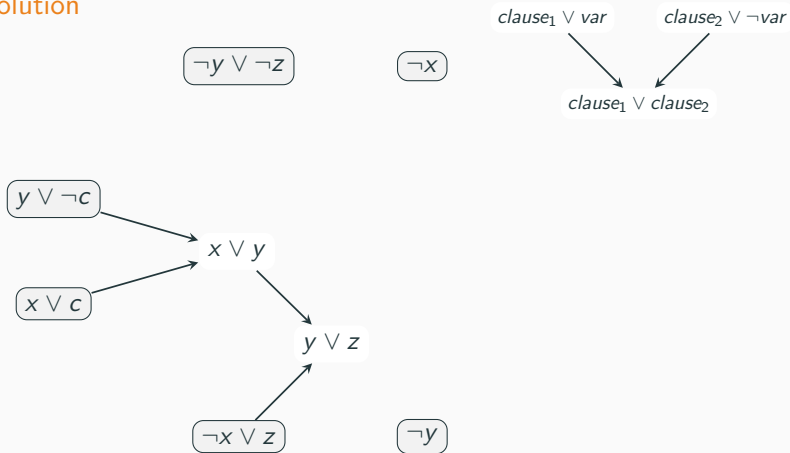 olution
clause₁ ∨ var
clause₂ ∨ ¬var
¬y ∨ ¬z
¬x
clause₁ ∨ clause₂
y ∨ ¬c
x ∨ y
x ∨ c
y ∨ z
¬x ∨ z
¬y